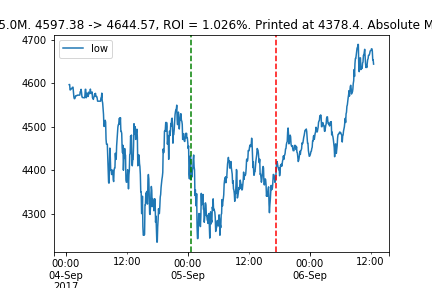 5.0M. 4597.38 -> 4644.57, ROI = 1.026%. Printed at 4378.4. Absolute M
4700
low
4600
4500
4400
4300
00:00 12:00 00:00 12:00 00:00 12:00
04-Sep 05-Sep 06-Sep
2017